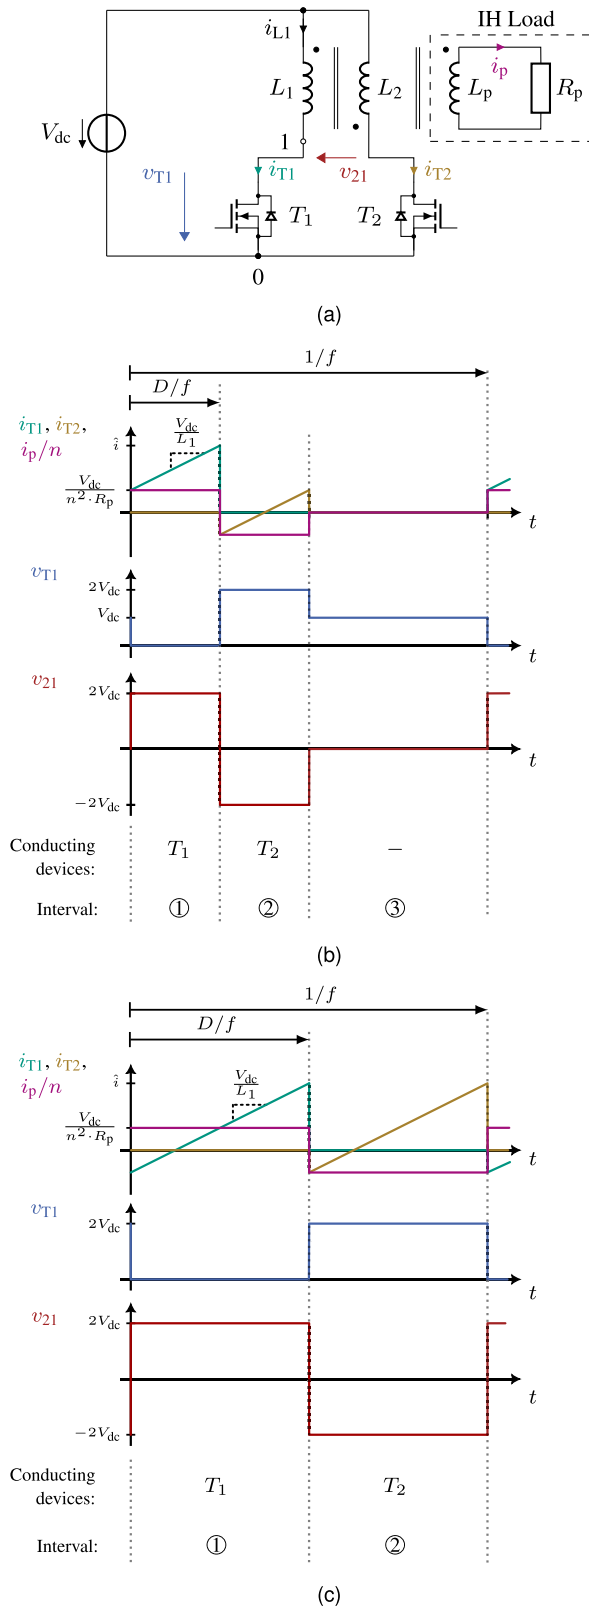 IH Load
i_L1
i_p
L_1
L_2
L_p
R_p
V_dc
1
v_T1
i_T1
v_21
i_T2
T_1
T_2
0
(a)
1/f
D/f
i_T1, i_T2,
i_p/n
î
V_dc/L_1
V_dc/(n^2·R_p)
t
v_T1
2V_dc
V_dc
t
v_21
2V_dc
t
−2V_dc
Conducting
devices:
T_1
T_2
−
Interval:
①
②
③
(b)
1/f
D/f
i_T1, i_T2,
i_p/n
î
V_dc/L_1
V_dc/(n^2·R_p)
t
v_T1
2V_dc
t
v_21
2V_dc
t
−2V_dc
Conducting
devices:
T_1
T_2
Interval:
①
②
(c)